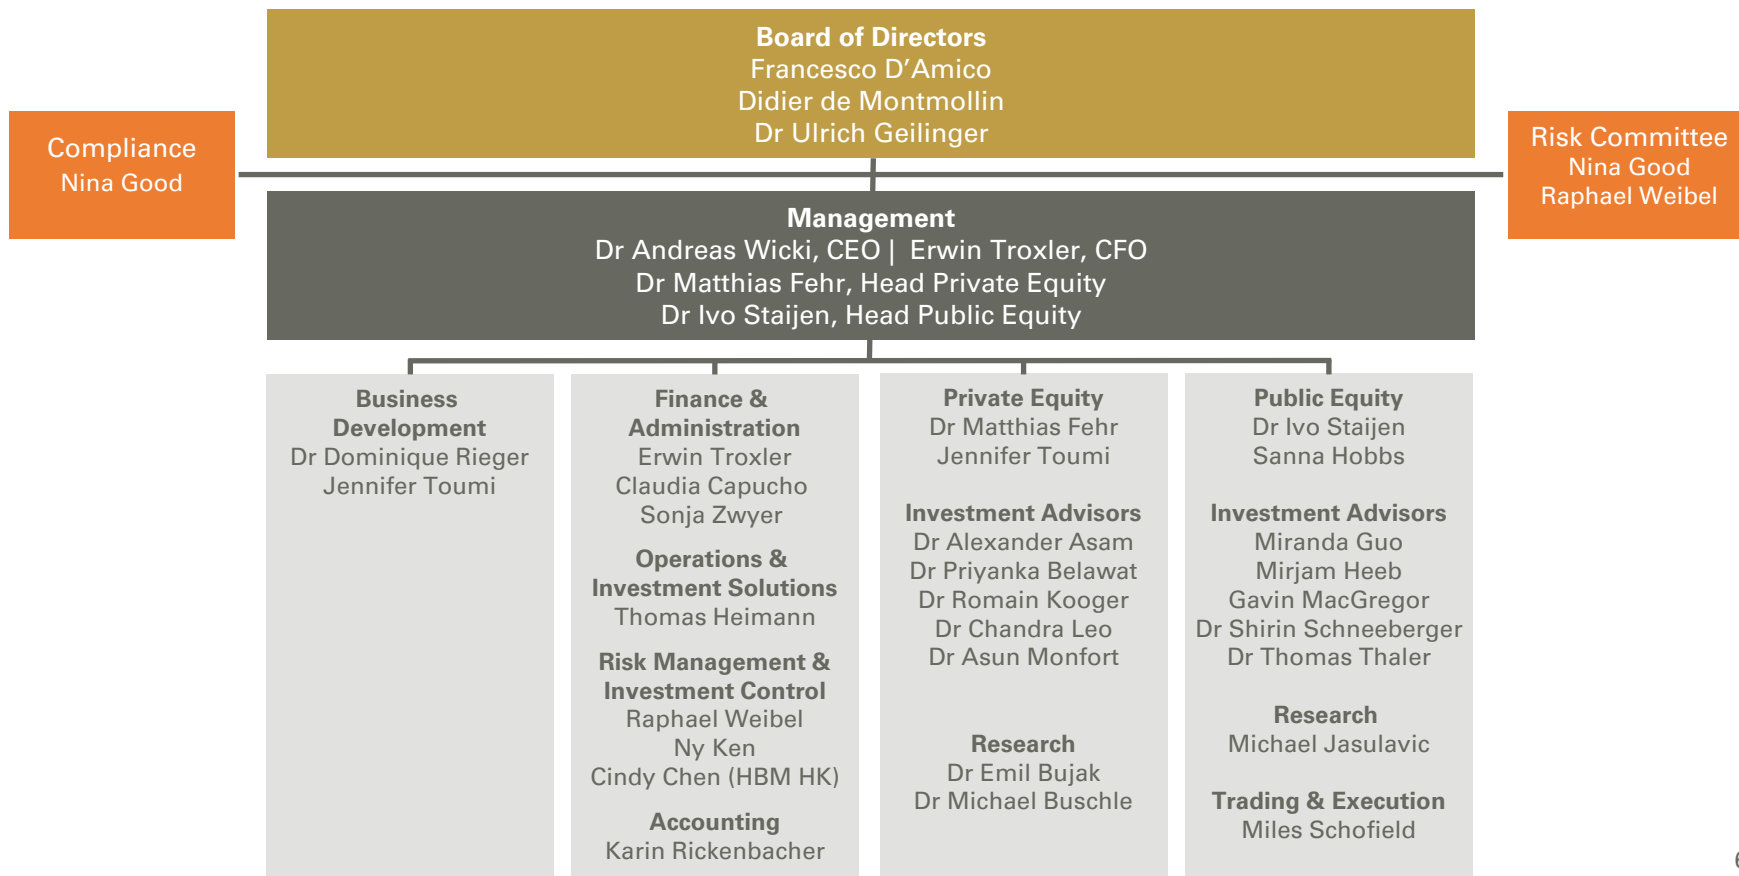 Board of Directors
Francesco D’Amico
Didier de Montmollin
Dr Ulrich Geilinger
Compliance
Nina Good
Risk Committee
Nina Good
Raphael Weibel
Management
Dr Andreas Wicki, CEO | Erwin Troxler, CFO
Dr Matthias Fehr, Head Private Equity
Dr Ivo Staijen, Head Public Equity
Business
Development
Dr Dominique Rieger
Jennifer Toumi
Finance &
Administration
Erwin Troxler
Claudia Capucho
Sonja Zwyer
Operations &
Investment Solutions
Thomas Heimann
Risk Management &
Investment Control
Raphael Weibel
Ny Ken
Cindy Chen (HBM HK)
Accounting
Karin Rickenbacher
Private Equity
Dr Matthias Fehr
Jennifer Toumi
Investment Advisors
Dr Alexander Asam
Dr Priyanka Belawat
Dr Romain Kooger
Dr Chandra Leo
Dr Asun Monfort
Research
Dr Emil Bujak
Dr Michael Buschle
Public Equity
Dr Ivo Staijen
Sanna Hobbs
Investment Advisors
Miranda Guo
Mirjam Heeb
Gavin MacGregor
Dr Shirin Schneeberger
Dr Thomas Thaler
Research
Michael Jasulavic
Trading & Execution
Miles Schofield